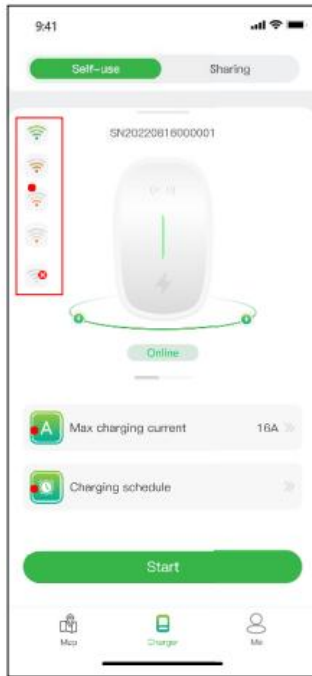 9:41
Self-use Sharing
SN20220816000001
Online
A Max charging current 16A
Charging schedule
Start
Map Charger Me